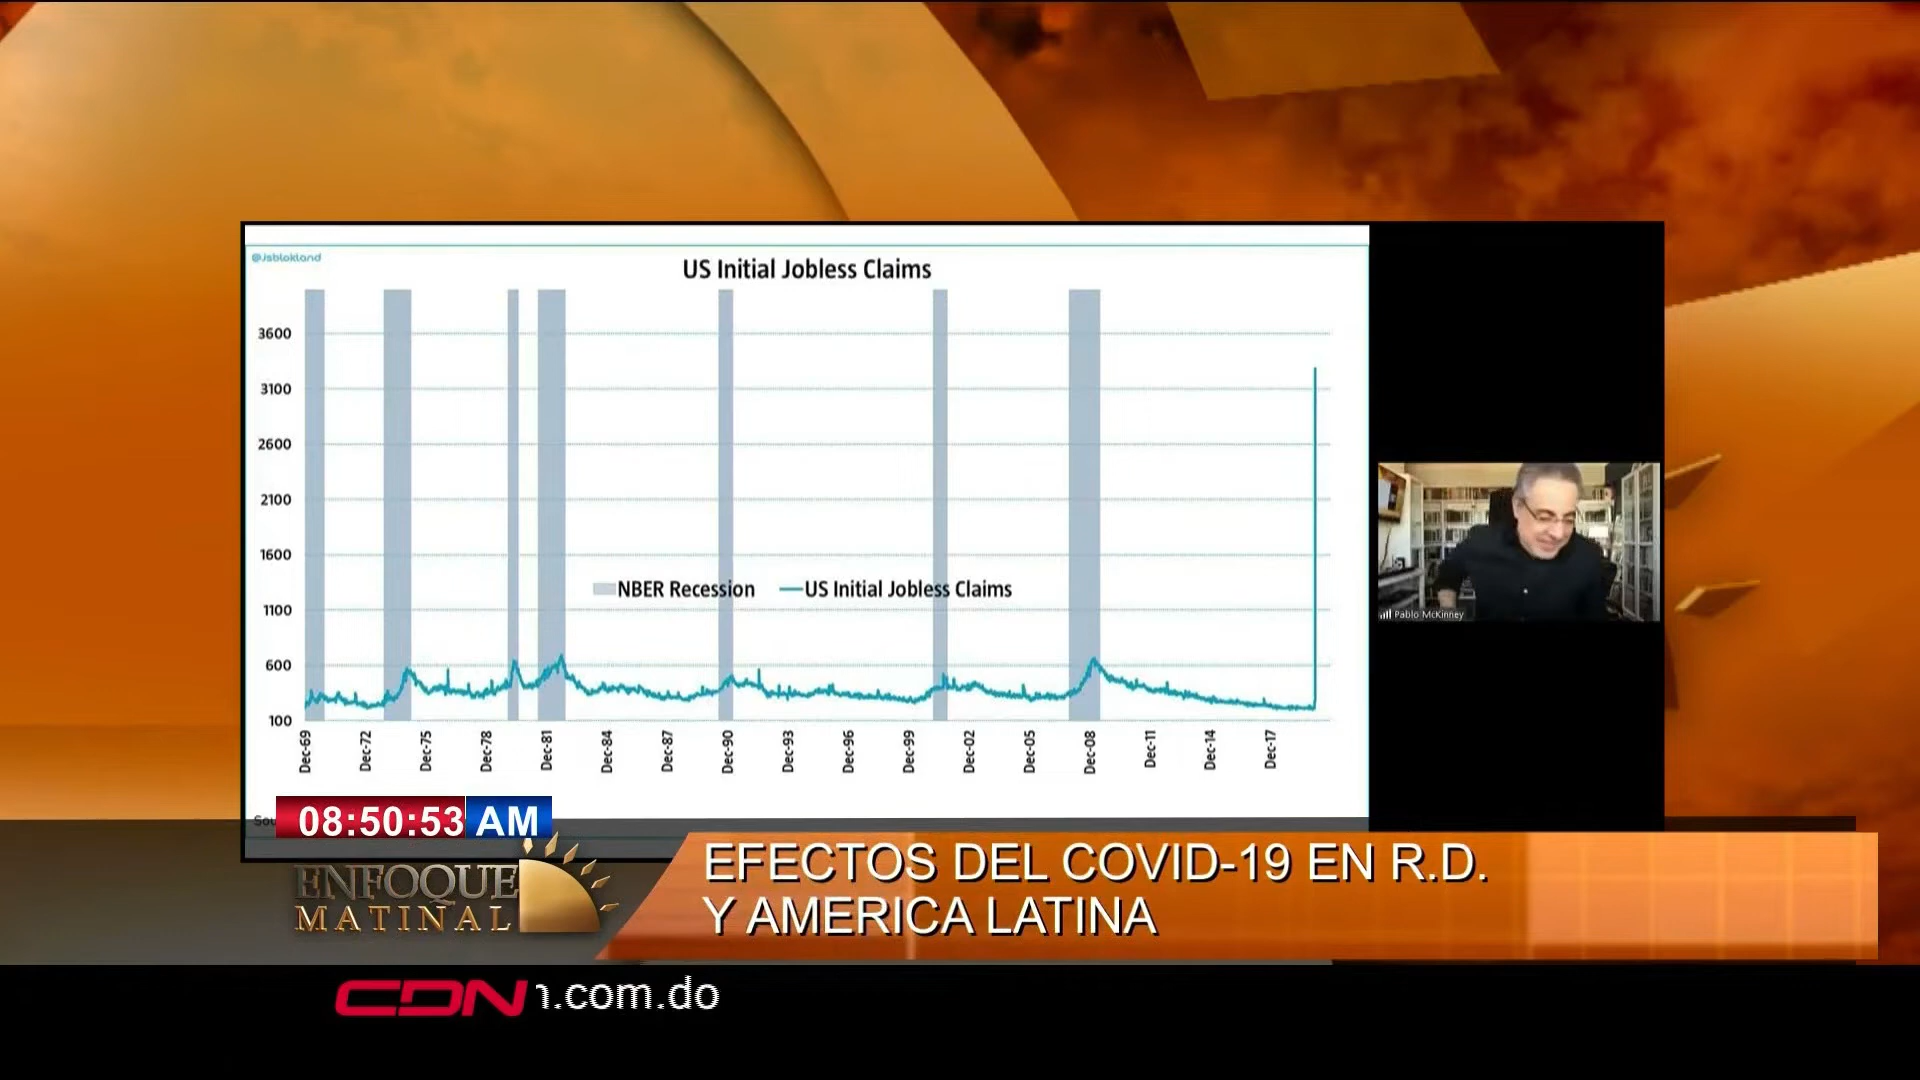 @jsblokland
US Initial Jobless Claims
3600
3100
2600
2100
1600
1100
600
100
NBER Recession
US Initial Jobless Claims
Dec-69
Dec-72
Dec-75
Dec-78
Dec-81
Dec-84
Dec-87
Dec-90
Dec-93
Dec-96
Dec-99
Dec-02
Dec-05
Dec-08
Dec-11
Dec-14
Dec-17
Pablo McKinney
08:50:53 AM
ENFOQUE
MATINAL
EFECTOS DEL COVID-19 EN R.D.
Y AMERICA LATINA
CDN
.com.do